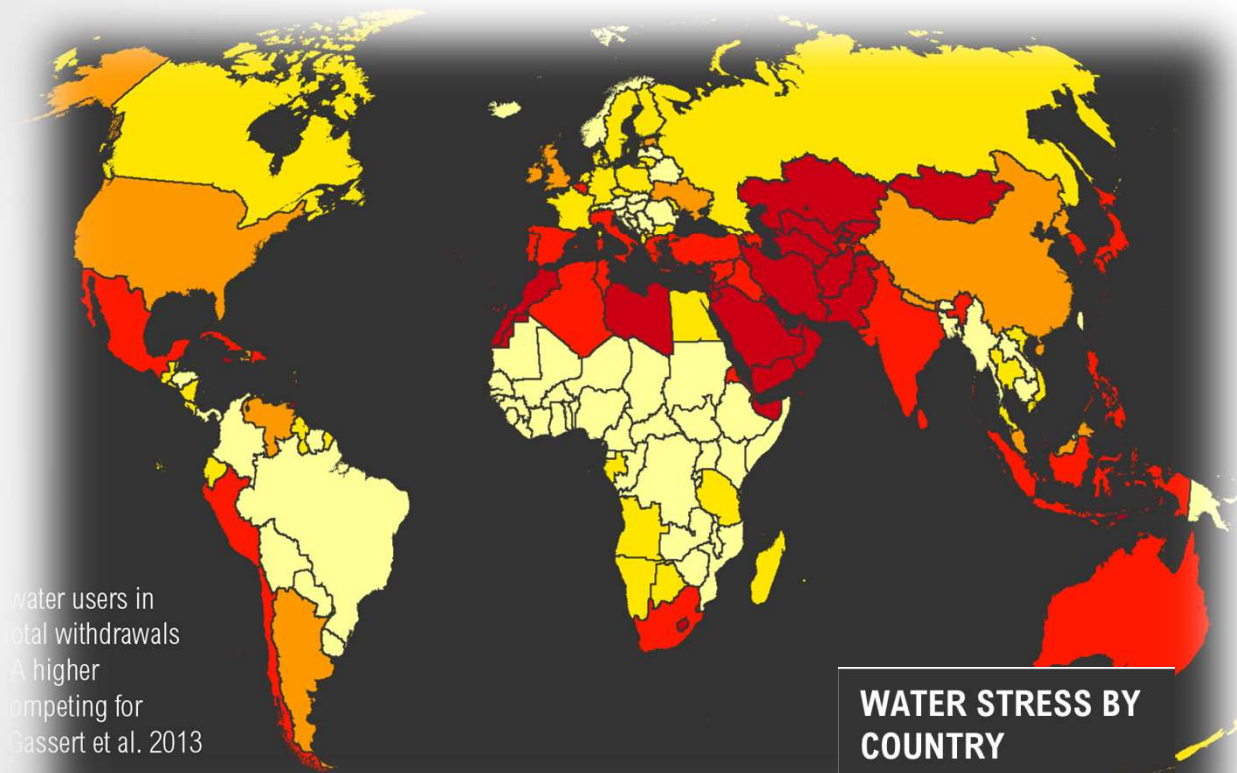 water users in
otal withdrawals
A higher
ompeting for
Gassert et al. 2013
WATER STRESS BY
COUNTRY